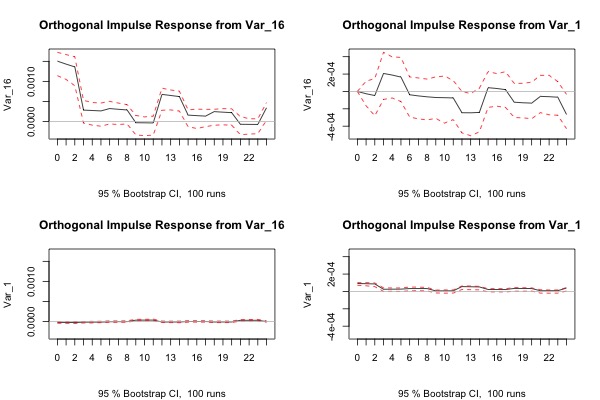 Orthogonal Impulse Response from Var_16
Var_16
0.0000 0.0010
0 2 4 6 8 10 13 16 19 22
95 % Bootstrap CI, 100 runs
Orthogonal Impulse Response from Var_1
Var_16
-4e-04 2e-04
0 2 4 6 8 10 13 16 19 22
95 % Bootstrap CI, 100 runs
Orthogonal Impulse Response from Var_16
Var_1
0.0000 0.0010
0 2 4 6 8 10 13 16 19 22
95 % Bootstrap CI, 100 runs
Orthogonal Impulse Response from Var_1
Var_1
-4e-04 2e-04
0 2 4 6 8 10 13 16 19 22
95 % Bootstrap CI, 100 runs